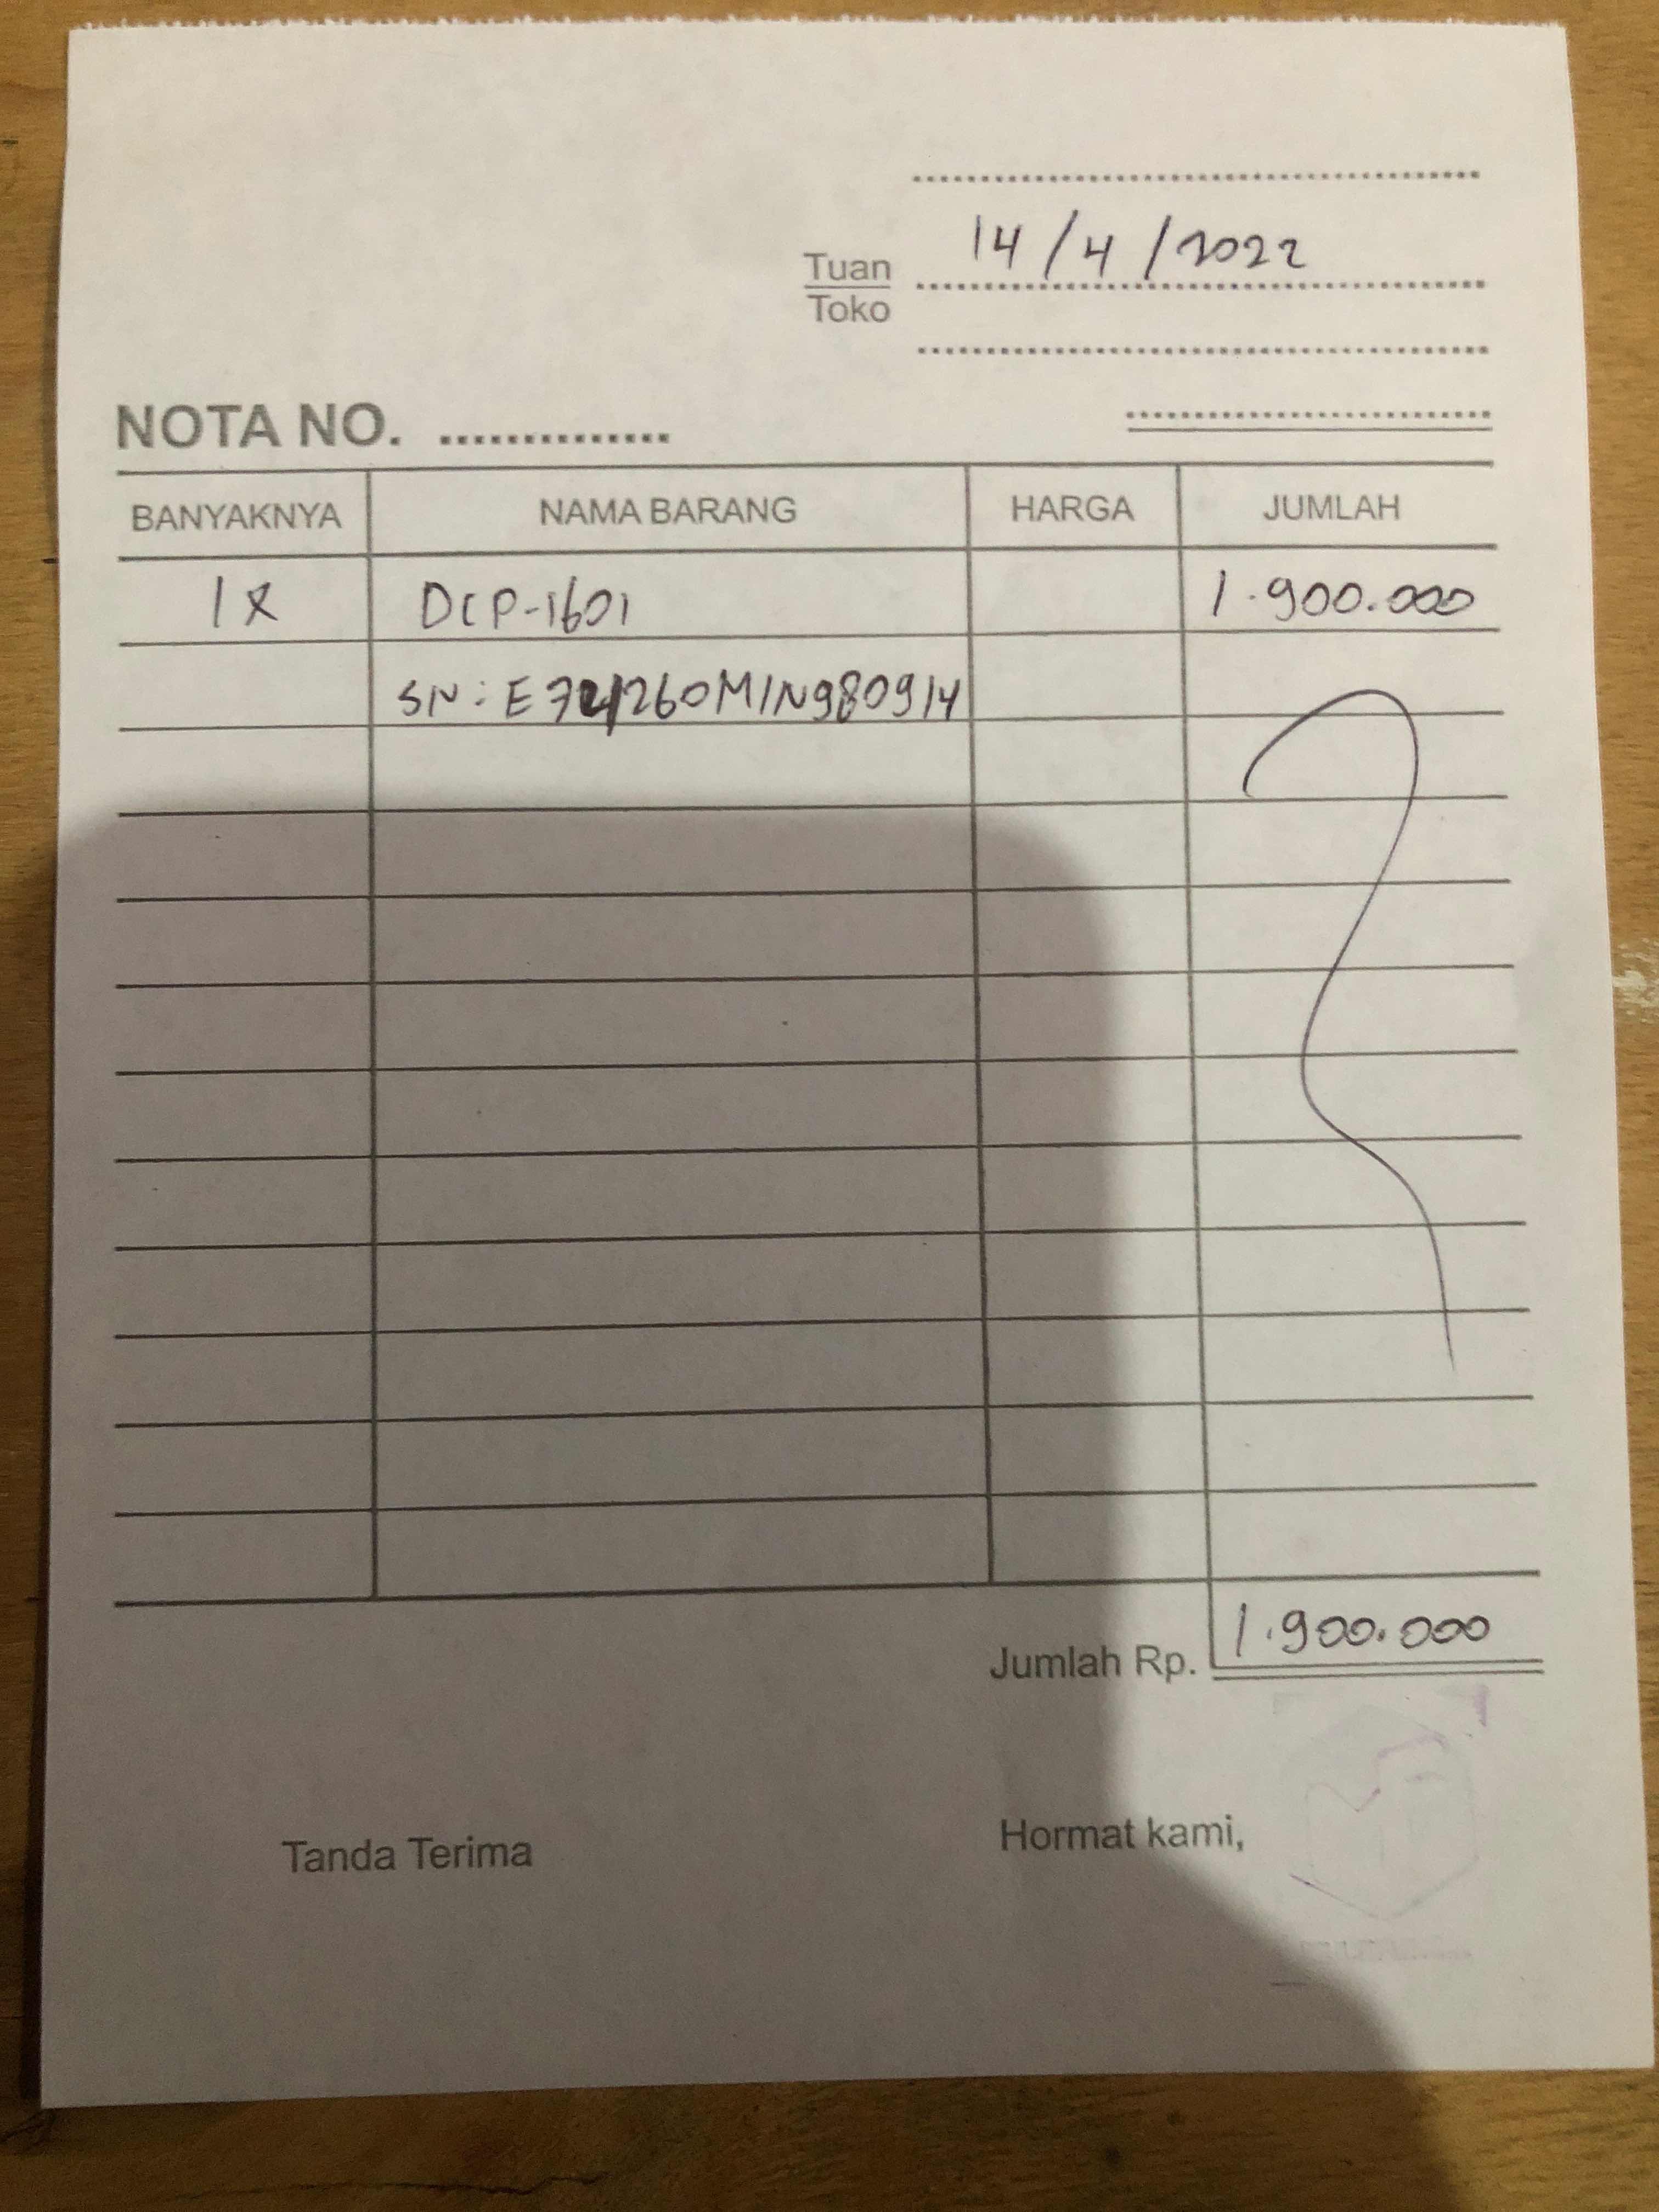 14/4/2022
Tuan
Toko
NOTA NO. ..............
BANYAKNYA NAMA BARANG HARGA JUMLAH
1X DCP-1601 1.900.000
SN:
Jumlah Rp. 1.900.000
Tanda Terima Hormat kami,